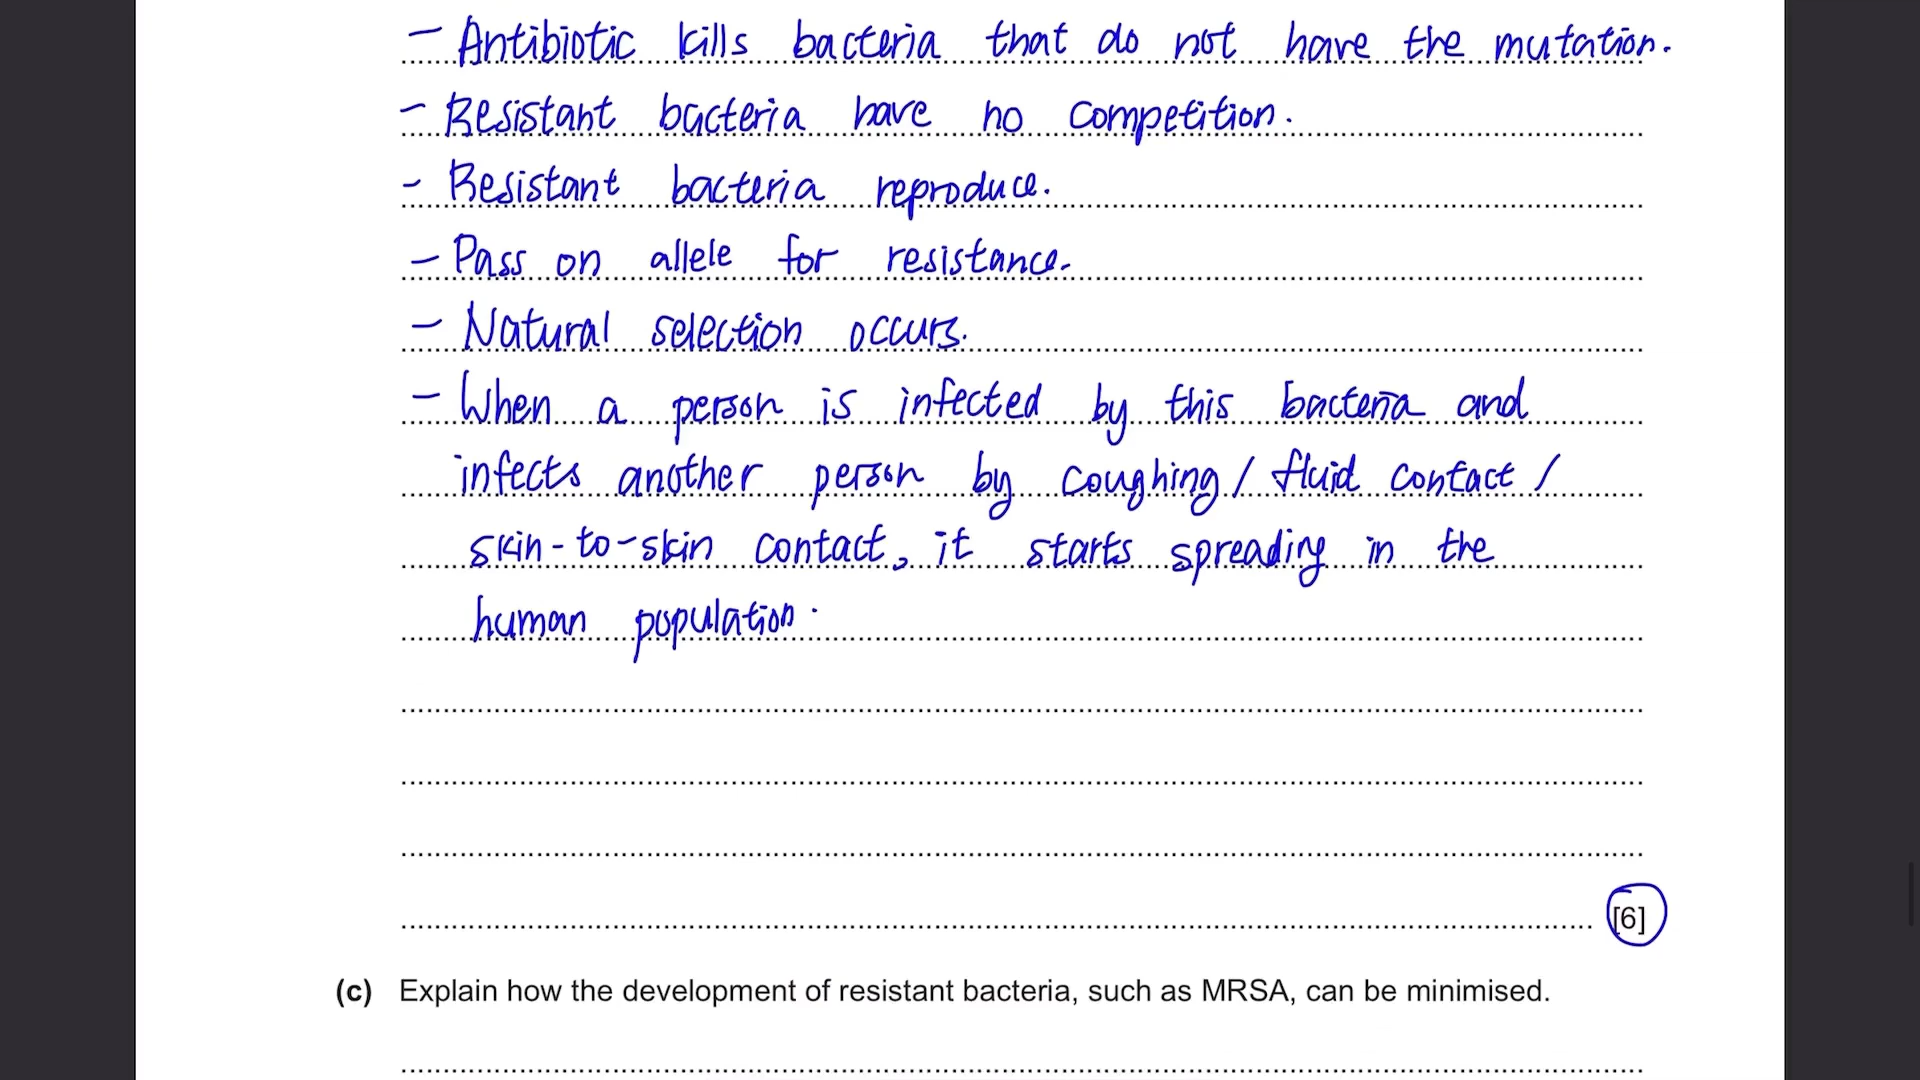 - Antibiotic kills bacteria that do not have the mutation.
- Resistant bacteria have no competition.
- Resistant bacteria reproduce.
- Pass on allele for resistance.
- Natural selection occurs.
- When a person is infected by this bacteria and
infects another person by coughing / fluid contact /
skin-to-skin contact, it starts spreading in the
human population.
[6]
(c) Explain how the development of resistant bacteria, such as MRSA, can be minimised.